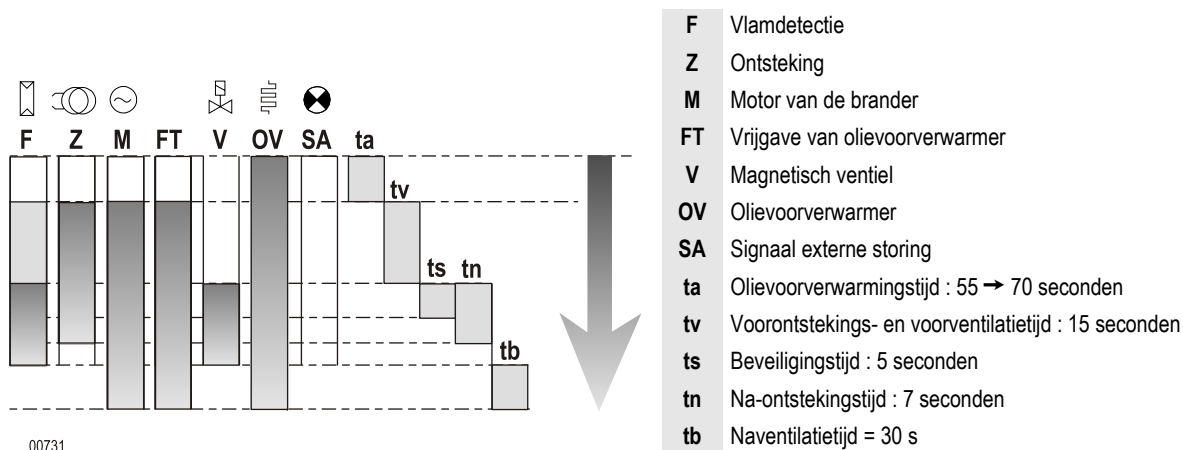 F Z M FT V OV SA ta
tv
ts tn
tb
00731
F Vlamdetectie
Z Ontsteking
M Motor van de brander
FT Vrijgave van olievoorverwarmer
V Magnetisch ventiel
OV Olievoorverwarmer
SA Signaal externe storing
ta Olievoorverwarmingstijd : 55 → 70 seconden
tv Voorontstekings- en voorventilatietijd : 15 seconden
ts Beveiligingstijd : 5 seconden
tn Na-ontstekingstijd : 7 seconden
tb Naventilatietijd = 30 s